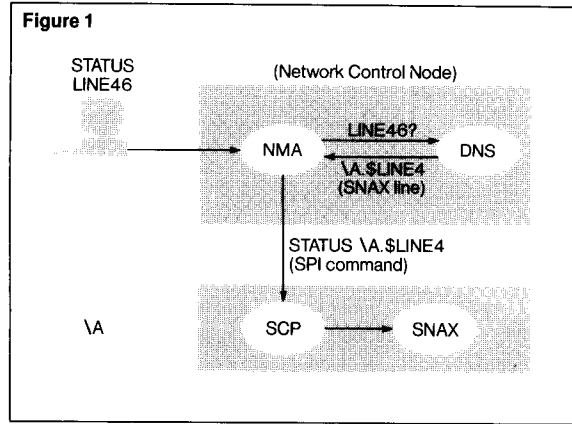 Figure 1
STATUS
LINE46
(Network Control Node)
NMA
LINE46?
\A.$LINE4
(SNAX line)
DNS
STATUS \A.$LINE4
(SPI command)
\A
SCP
SNAX